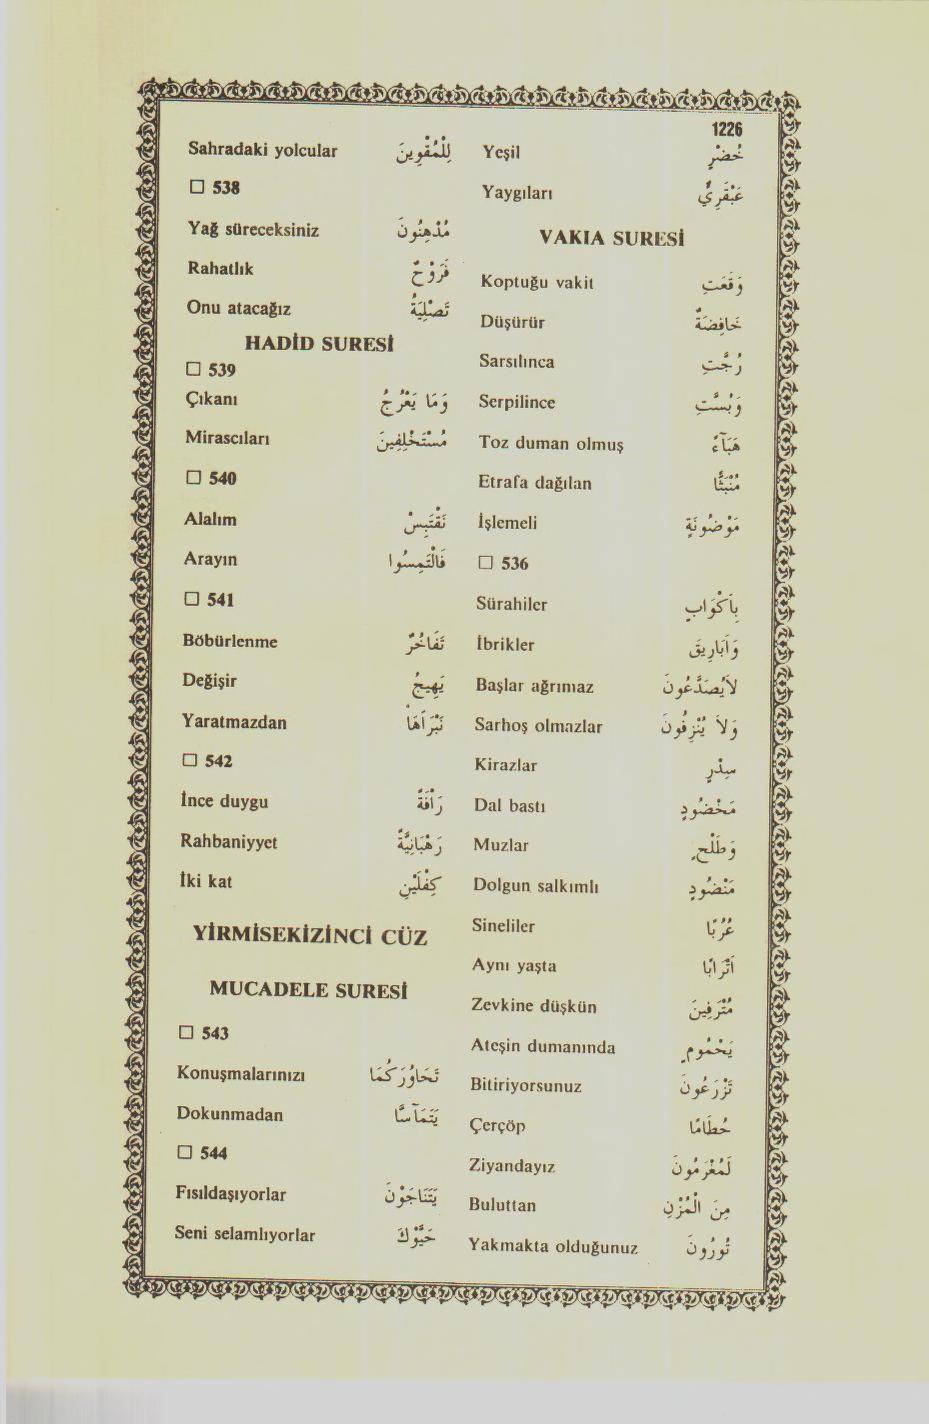 1226
Yeşil خُضْرٍ
Yaygıları عَبْقَرِيٌّ
VAKIA SURESİ
Koptuğu vakit وَقَعَتِ
Düşürür خَافِضَةٌ
Sarsılınca رُجَّتِ
Serpilince وَبُسَّتِ
Toz duman olmuş هَبَآءً
Etrafa dağılan مُنْبَثًّا
İşlemeli مَوْضُونَةٍ
☐ 536
Sürahiler بِاَكْوَابٍ
İbrikler وَاَبَارِيقَ
Başlar ağrımaz لَايُصَدَّعُونَ
Sarhoş olmazlar وَلَا يُنْزِفُونَ
Kirazlar سِدْرٍ
Dal bastı مَخْضُودٍ
Muzlar وَطَلْحٍ
Dolgun salkımlı مَنْضُودٍ
Sineliler عُرُبًا
Aynı yaşta اَتْرَابًا
Zevkine düşkün مُتْرَفِينَ
Ateşin dumanında يَحْمُومٍ
Bitiriyorsunuz تَزْرَعُونَ
Çerçöp حُطَامًا
Ziyandayız لَمُغْرَمُونَ
Buluttan مِنَ الْمُزْنِ
Yakmakta olduğunuz تُورُونَ
Sahradaki yolcular لِلْمُقْوِينَ
☐ 538
Yağ süreceksiniz مُدْهِنُونَ
Rahatlık فَرَوْحٌ
Onu atacağız تَصْلِيَةُ
HADİD SURESİ
☐ 539
Çıkanı وَمَا يَعْرُجُ
Mirascıları مُسْتَخْلَفِينَ
☐ 540
Alalım نَقْتَبِسْ
Arayın فَالْتَمِسُوا
☐ 541
Böbürlenme تَفَاخُرٌ
Değişir يَهِيجُ
Yaratmazdan نَبْرَاَهَا
☐ 542
İnce duygu رَاْفَةً
Rahbaniyyet رَهْبَانِيَّةً
İki kat كِفْلَيْنِ
YİRMİSEKİZİNCİ CÜZ
MUCADELE SURESİ
☐ 543
Konuşmalarınızı تَحَاوُرَكُمَا
Dokunmadan يَتَمَآسَّا
☐ 544
Fısıldaşıyorlar يَتَنَاجَوْنَ
Seni selamlıyorlar حَيَّوْكَ